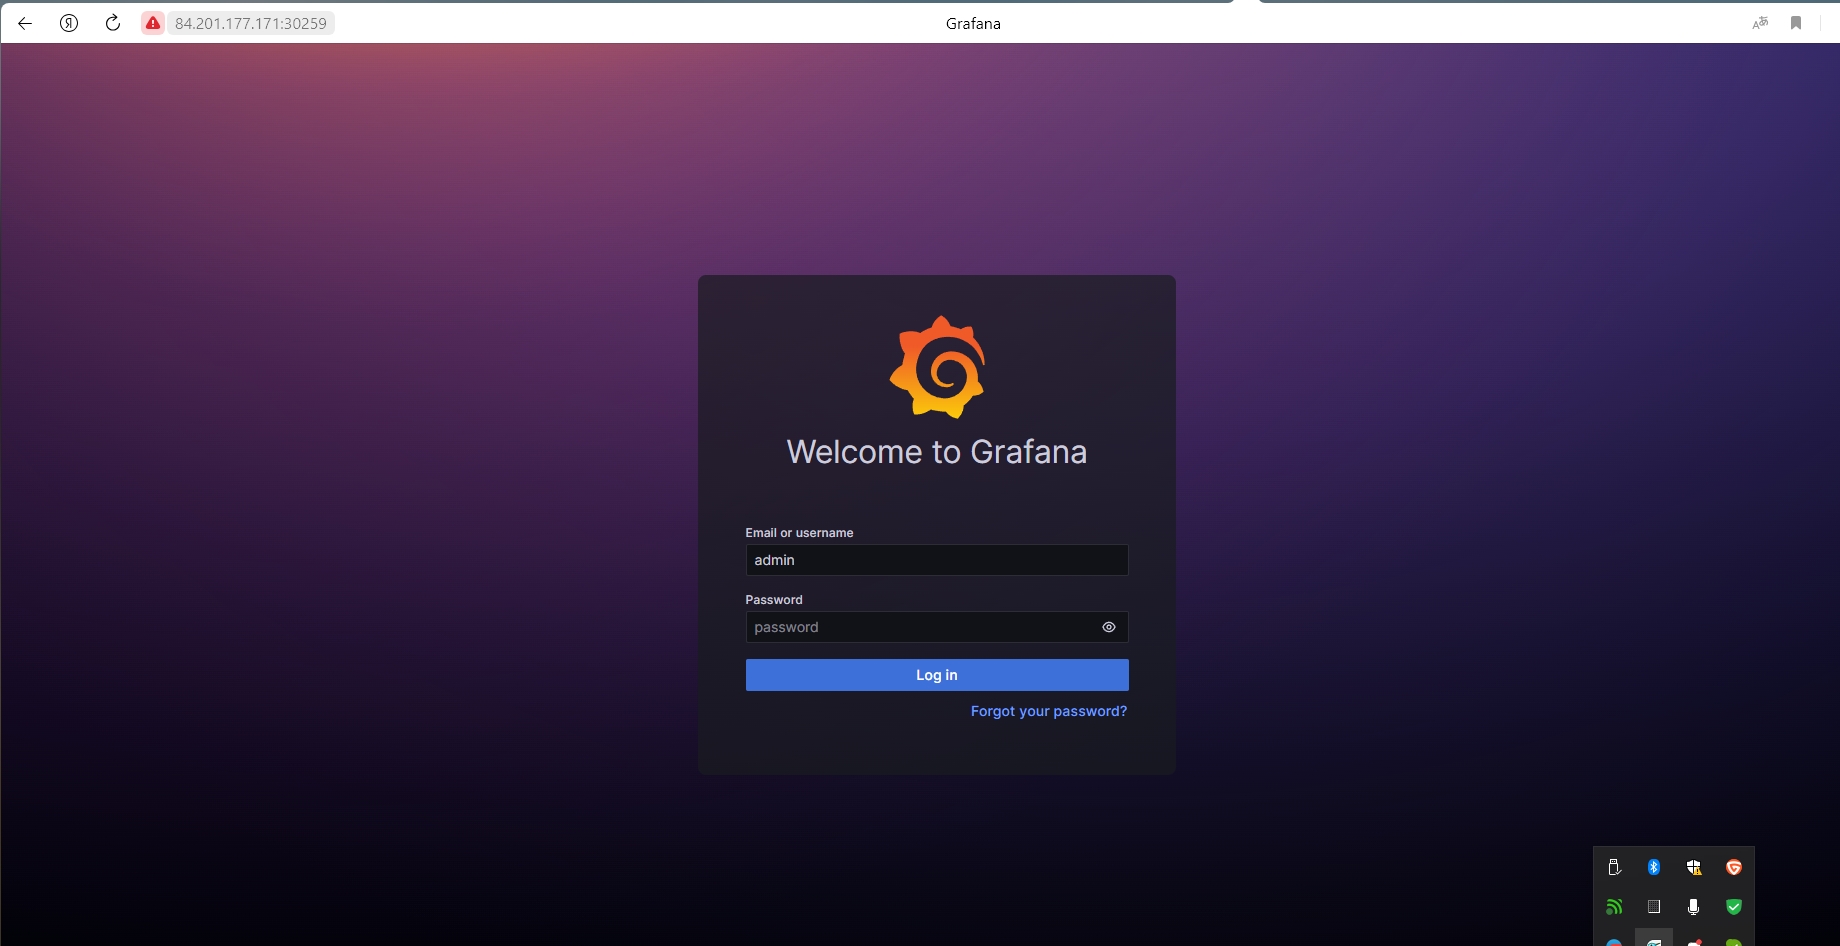 84.201.177.171:30259
Grafana
Welcome to Grafana
Email or username
admin
Password
password
Log in
Forgot your password?